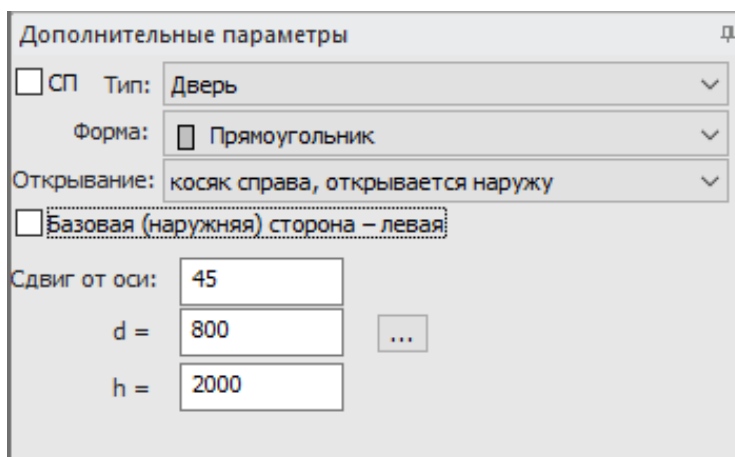 Дополнительные параметры
СП Тип: Дверь
Форма: Прямоугольник
Открывание: косяк справа, открывается наружу
Базовая (наружняя) сторона – левая
Сдвиг от оси: 45
d = 800 ...
h = 2000